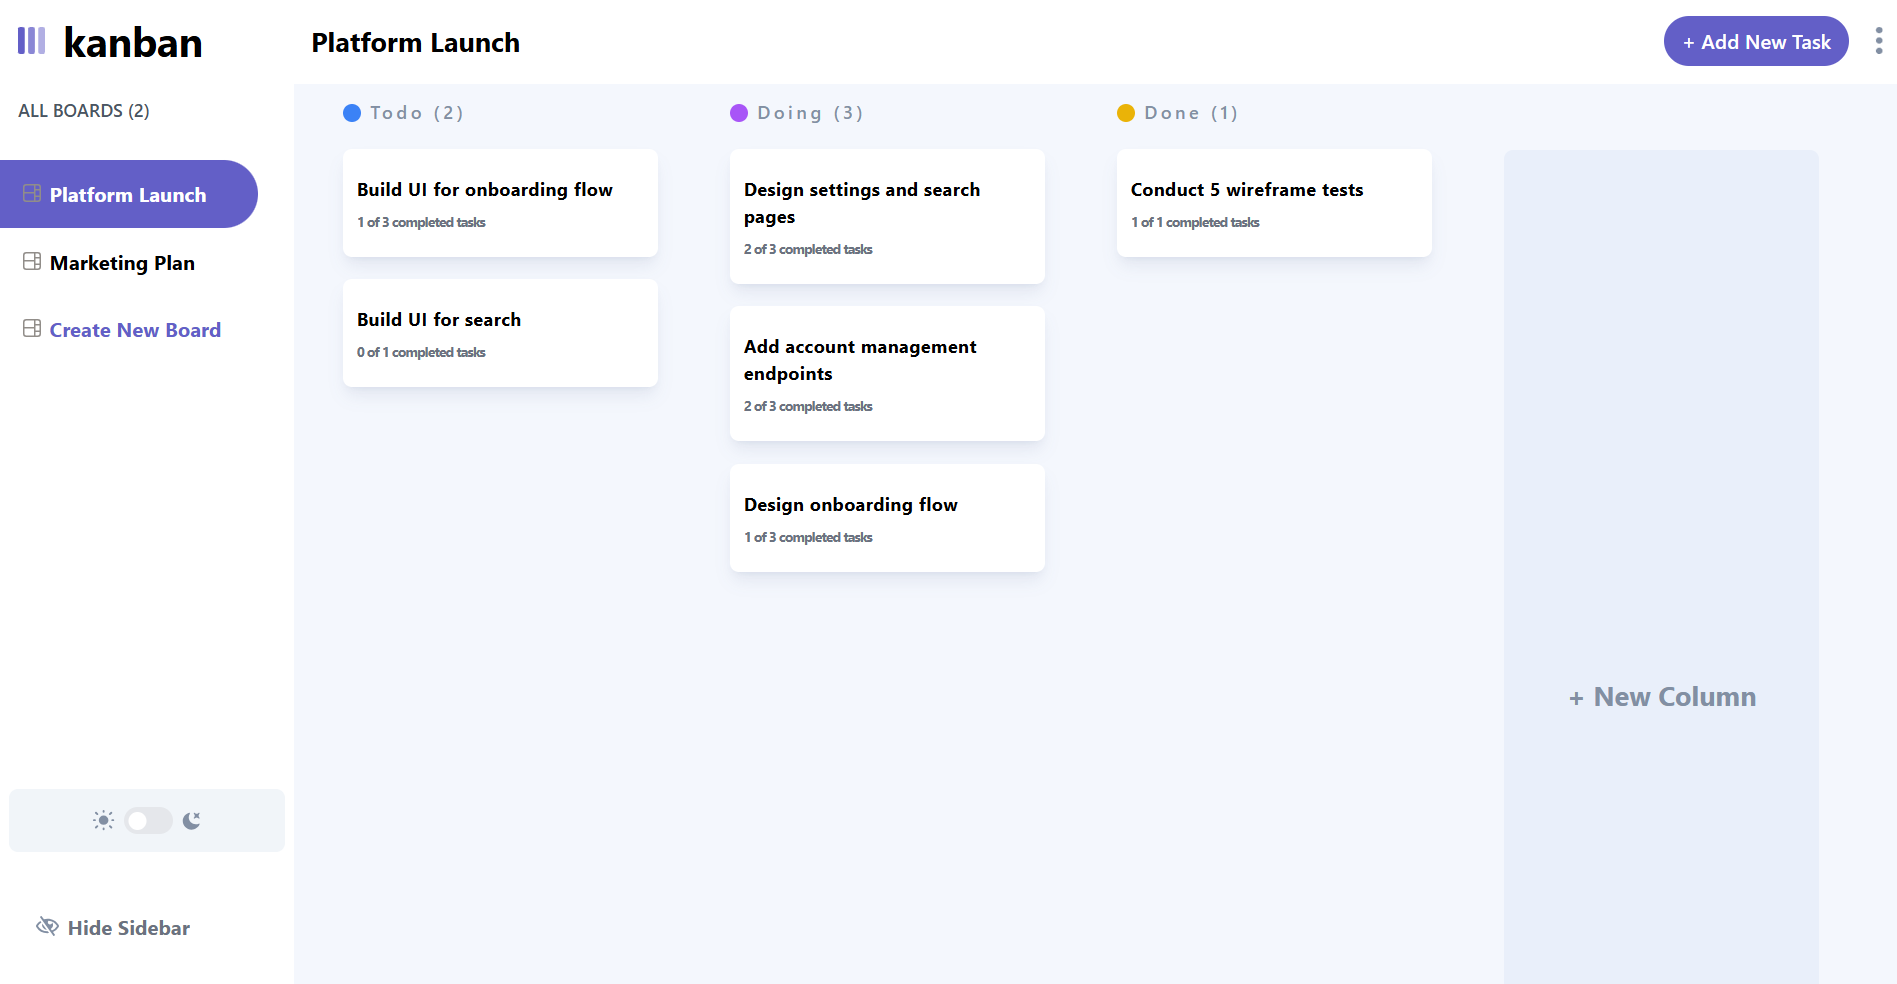 kanban
ALL BOARDS (2)
Platform Launch
Marketing Plan
Create New Board
Hide Sidebar
Platform Launch
+ Add New Task
Todo (2)
Build UI for onboarding flow
1 of 3 completed tasks
Build UI for search
0 of 1 completed tasks
Doing (3)
Design settings and search
pages
2 of 3 completed tasks
Add account management
endpoints
2 of 3 completed tasks
Design onboarding flow
1 of 3 completed tasks
Done (1)
Conduct 5 wireframe tests
1 of 1 completed tasks
+ New Column